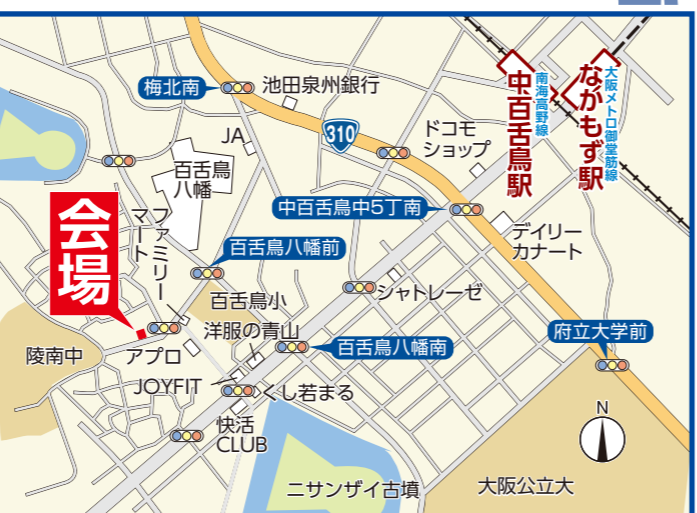 梅北南
池田泉州銀行
310
JA
ドコモ
ショップ
南海高野線
中百舌鳥駅
大阪メトロ御堂筋線
なかもず駅
百舌鳥
八幡
中百舌鳥中5丁南
デイリー
カナート
会場
ファミリー
マート
百舌鳥八幡前
シャトレーゼ
百舌鳥小
洋服の青山
百舌鳥八幡南
府立大学前
陵南中
アプロ
JOYFIT
くし若まる
快活
CLUB
N
ニサンザイ古墳
大阪公立大